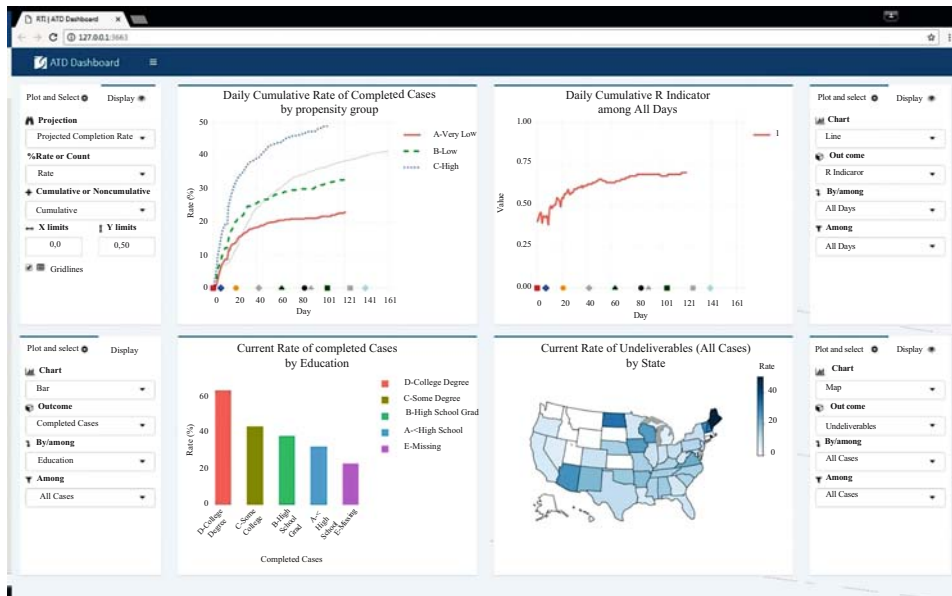 RTI | ATD Dashboard
127.0.0.1:3663
ATD Dashboard
Plot and Select
Display
Projection
Projected Completion Rate
%Rate or Count
Rate
Cumulative or Noncumulative
Cumulative
X limits
Y limits
0,0
0,50
Gridlines
Daily Cumulative Rate of Completed Cases
by propensity group
50
40
30
20
10
0
Rate (%)
A-Very Low
B-Low
C-High
0 20 40 60 80 101 121 141 161
Day
Daily Cumulative R Indicator
among All Days
1.00
0.75
0.50
0.25
0.00
Value
1
0 20 40 60 80 101 121 141 161
Day
Plot and select
Display
Chart
Line
Out come
R Indicaror
By/among
All Days
Among
All Days
Plot and select
Display
Chart
Bar
Outcome
Completed Cases
By/among
Education
Among
All Cases
Current Rate of completed Cases
by Education
60
40
20
0
Rate (%)
D-College Degree
C-Some Degree
B-High School Grad
A-<High School
E-Missing
D-College
Degree
C-Some
College
B-High
School
Grad
A-<
High
School
E-Missing
Completed Cases
Current Rate of Undeliverables (All Cases)
by State
Rate
40
20
0
Plot and select
Display
Chart
Map
Out come
Undeliverables
By/among
All Cases
Among
All Cases